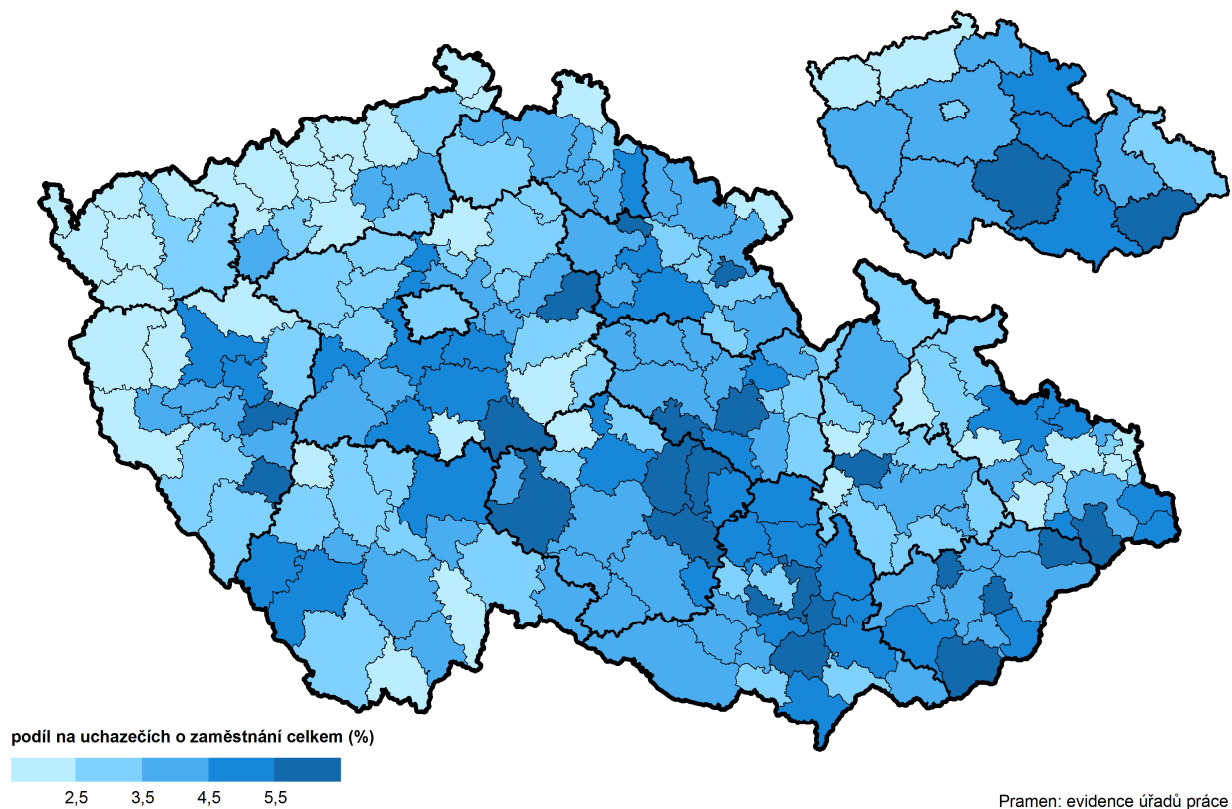 podíl na uchazečích o zaměstnání celkem (%)
2,5 3,5 4,5 5,5
Pramen: evidence úřadů práce